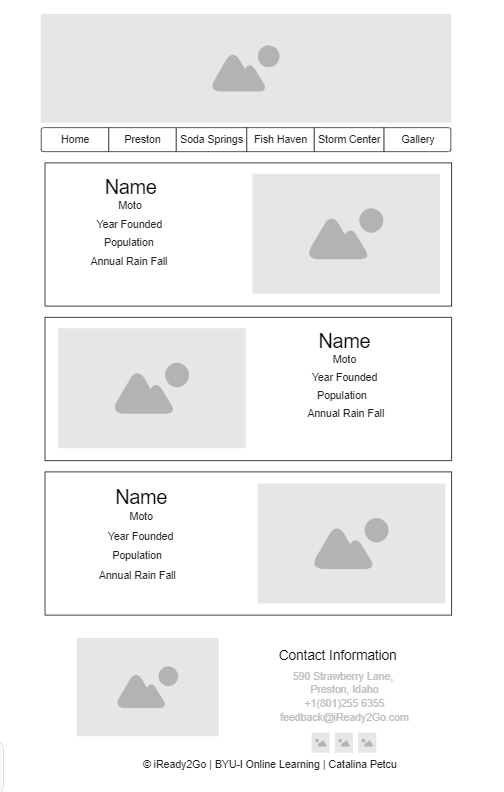 Home Preston Soda Springs Fish Haven Storm Center Gallery
Name
Moto
Year Founded
Population
Annual Rain Fall
Name
Moto
Year Founded
Population
Annual Rain Fall
Name
Moto
Year Founded
Population
Annual Rain Fall
Contact Information
590 Strawberry Lane,
Preston, Idaho
+1(801)255 6355
feedback@iReady2Go.com
© iReady2Go | BYU-I Online Learning | Catalina Petcu